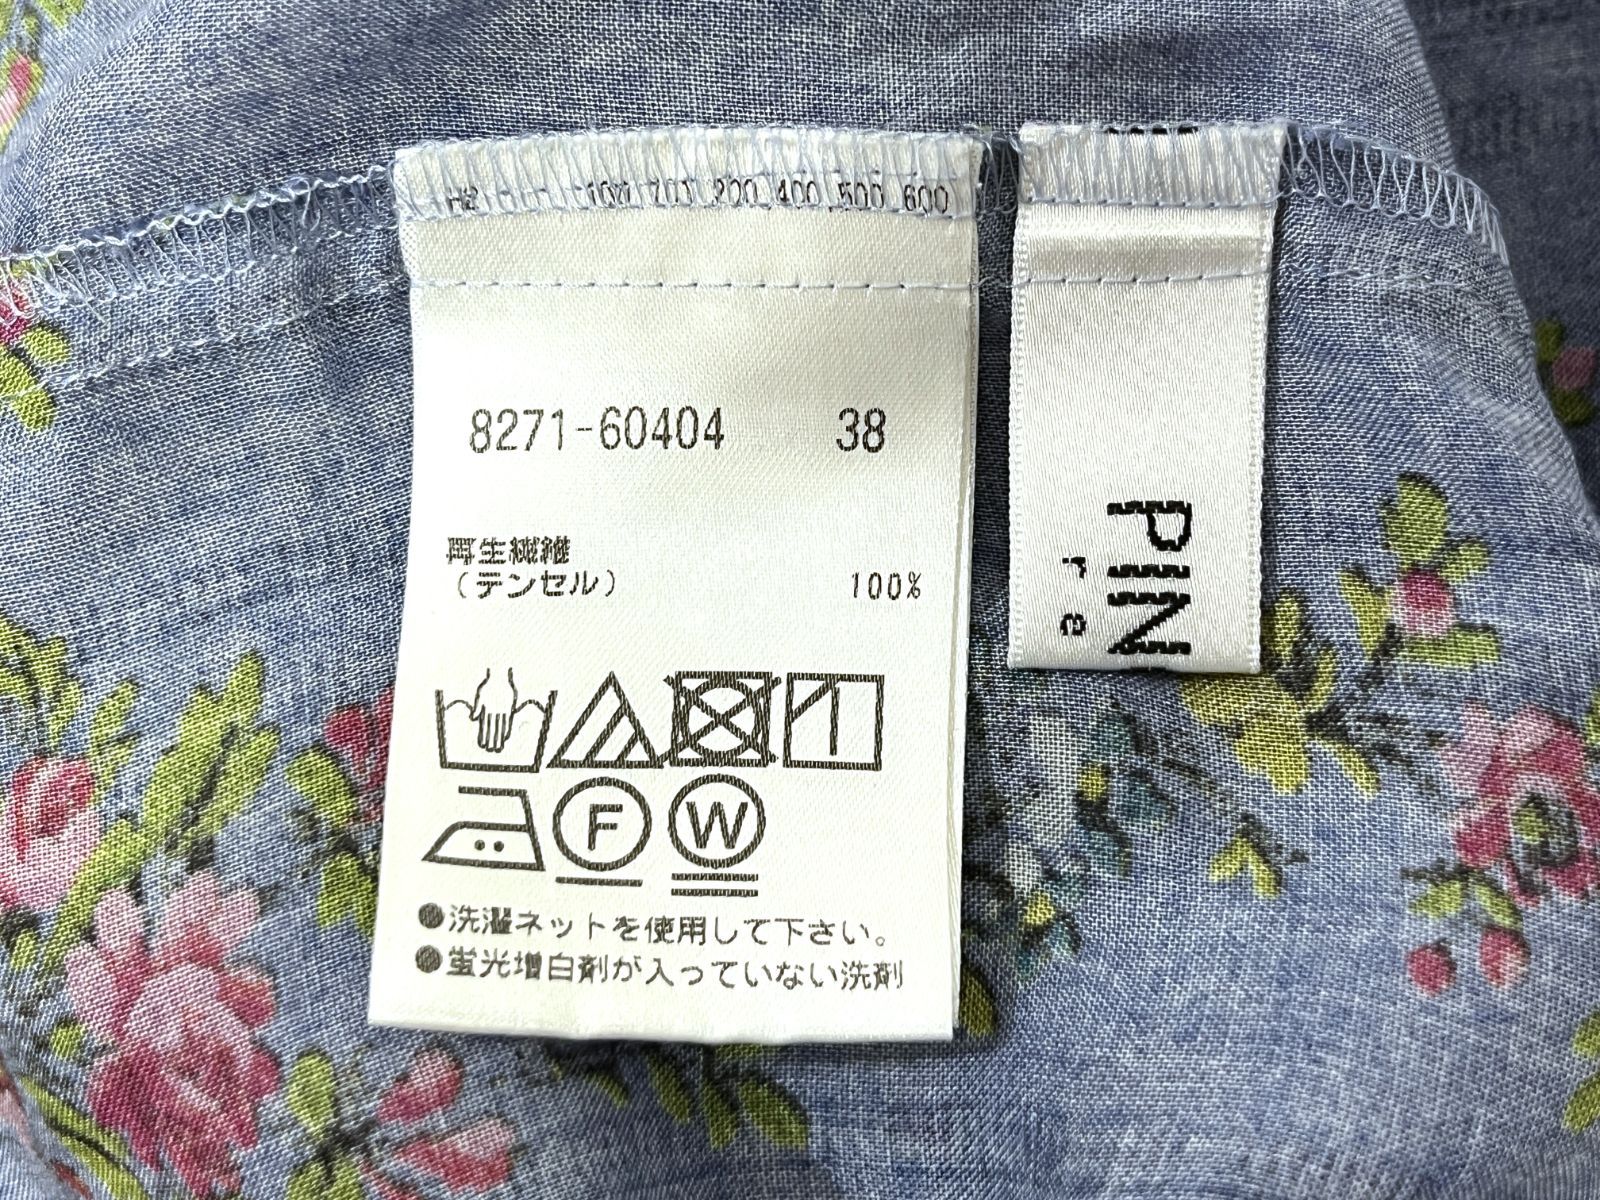 8271-60404 38
再生繊維
(テンセル) 100%
F W
●洗濯ネットを使用して下さい。
●蛍光増白剤が入っていない洗剤
PIN
re